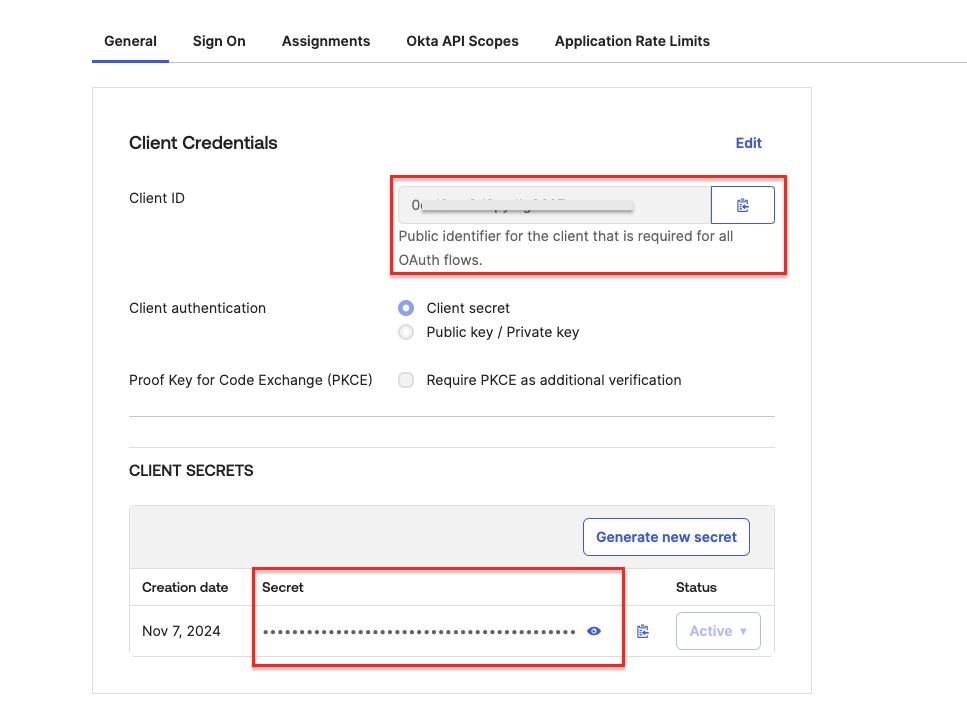 General Sign On Assignments Okta API Scopes Application Rate Limits
Client Credentials Edit
Client ID
Public identifier for the client that is required for all
OAuth flows.
Client authentication Client secret
Public key / Private key
Proof Key for Code Exchange (PKCE) Require PKCE as additional verification
CLIENT SECRETS
Generate new secret
Creation date Secret Status
Nov 7, 2024 •••••••••••••••••••••••••••••••••••••••••••• Active